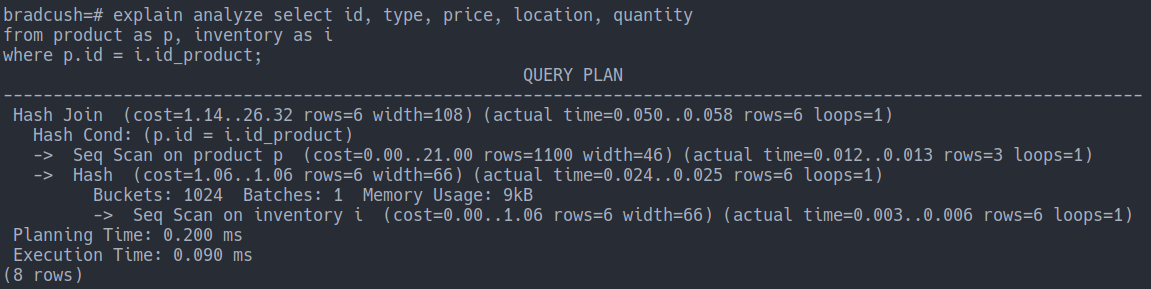 bradcush=# explain analyze select id, type, price, location, quantity
from product as p, inventory as i
where p.id = i.id_product;
QUERY PLAN
------------------------------------------------------------------------------------------------------------------
Hash Join  (cost=1.14..26.32 rows=6 width=108) (actual time=0.050..0.058 rows=6 loops=1)
Hash Cond: (p.id = i.id_product)
->  Seq Scan on product p  (cost=0.00..21.00 rows=1100 width=46) (actual time=0.012..0.013 rows=3 loops=1)
->  Hash  (cost=1.06..1.06 rows=6 width=66) (actual time=0.024..0.025 rows=6 loops=1)
Buckets: 1024  Batches: 1  Memory Usage: 9kB
->  Seq Scan on inventory i  (cost=0.00..1.06 rows=6 width=66) (actual time=0.003..0.006 rows=6 loops=1)
Planning Time: 0.200 ms
Execution Time: 0.090 ms
(8 rows)